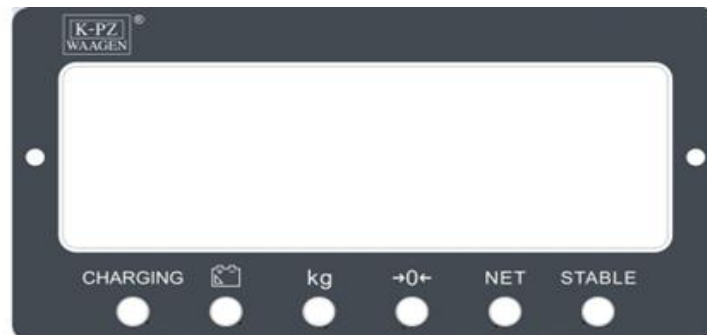 K-PZ ®
WAAGEN
CHARGING kg →0← NET STABLE